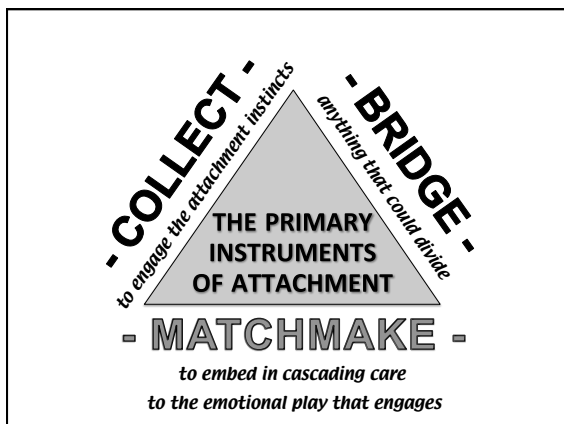 - COLLECT -
to engage the attachment instincts
- BRIDGE -
anything that could divide
THE PRIMARY
INSTRUMENTS
OF ATTACHMENT
- MATCHMAKE -
to embed in cascading care
to the emotional play that engages